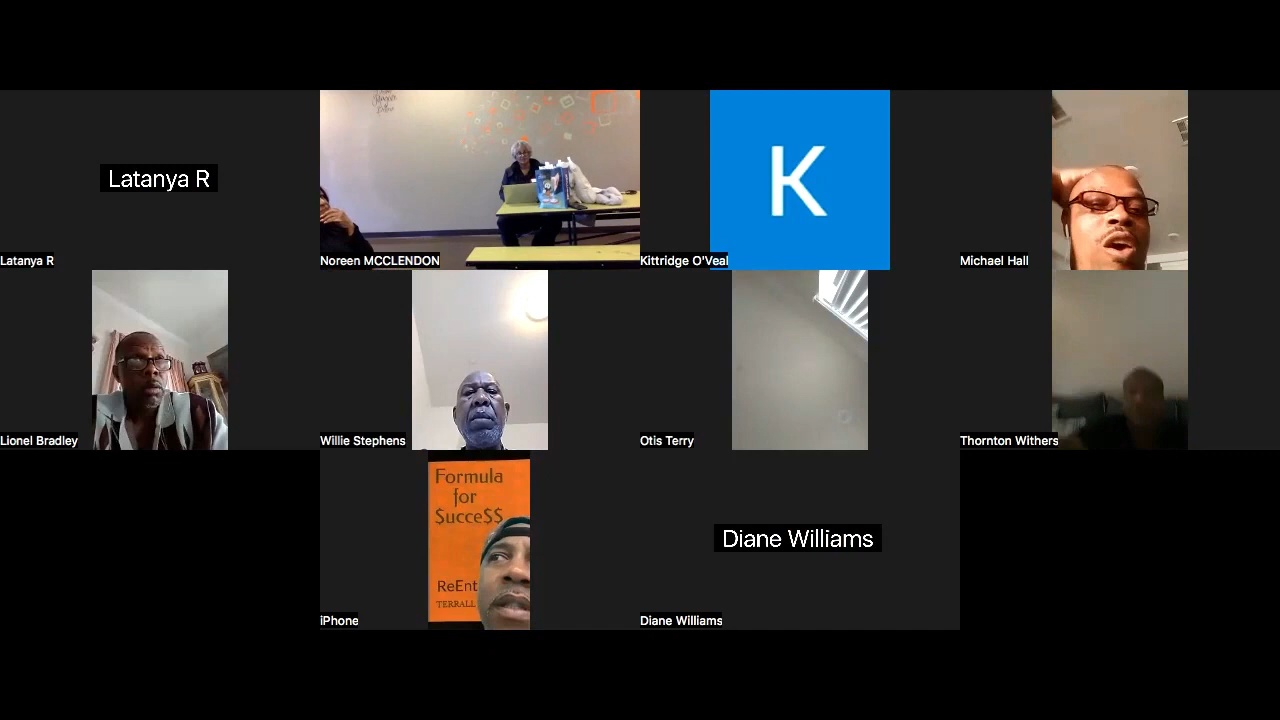 Latanya R
Latanya R
Noreen MCCLENDON
K
Kittridge O'Veal
Michael Hall
Lionel Bradley
Willie Stephens
Otis Terry
Thornton Withers
Formula
for
$ucce$$
ReEnt
TERRALL
iPhone
Diane Williams
Diane Williams